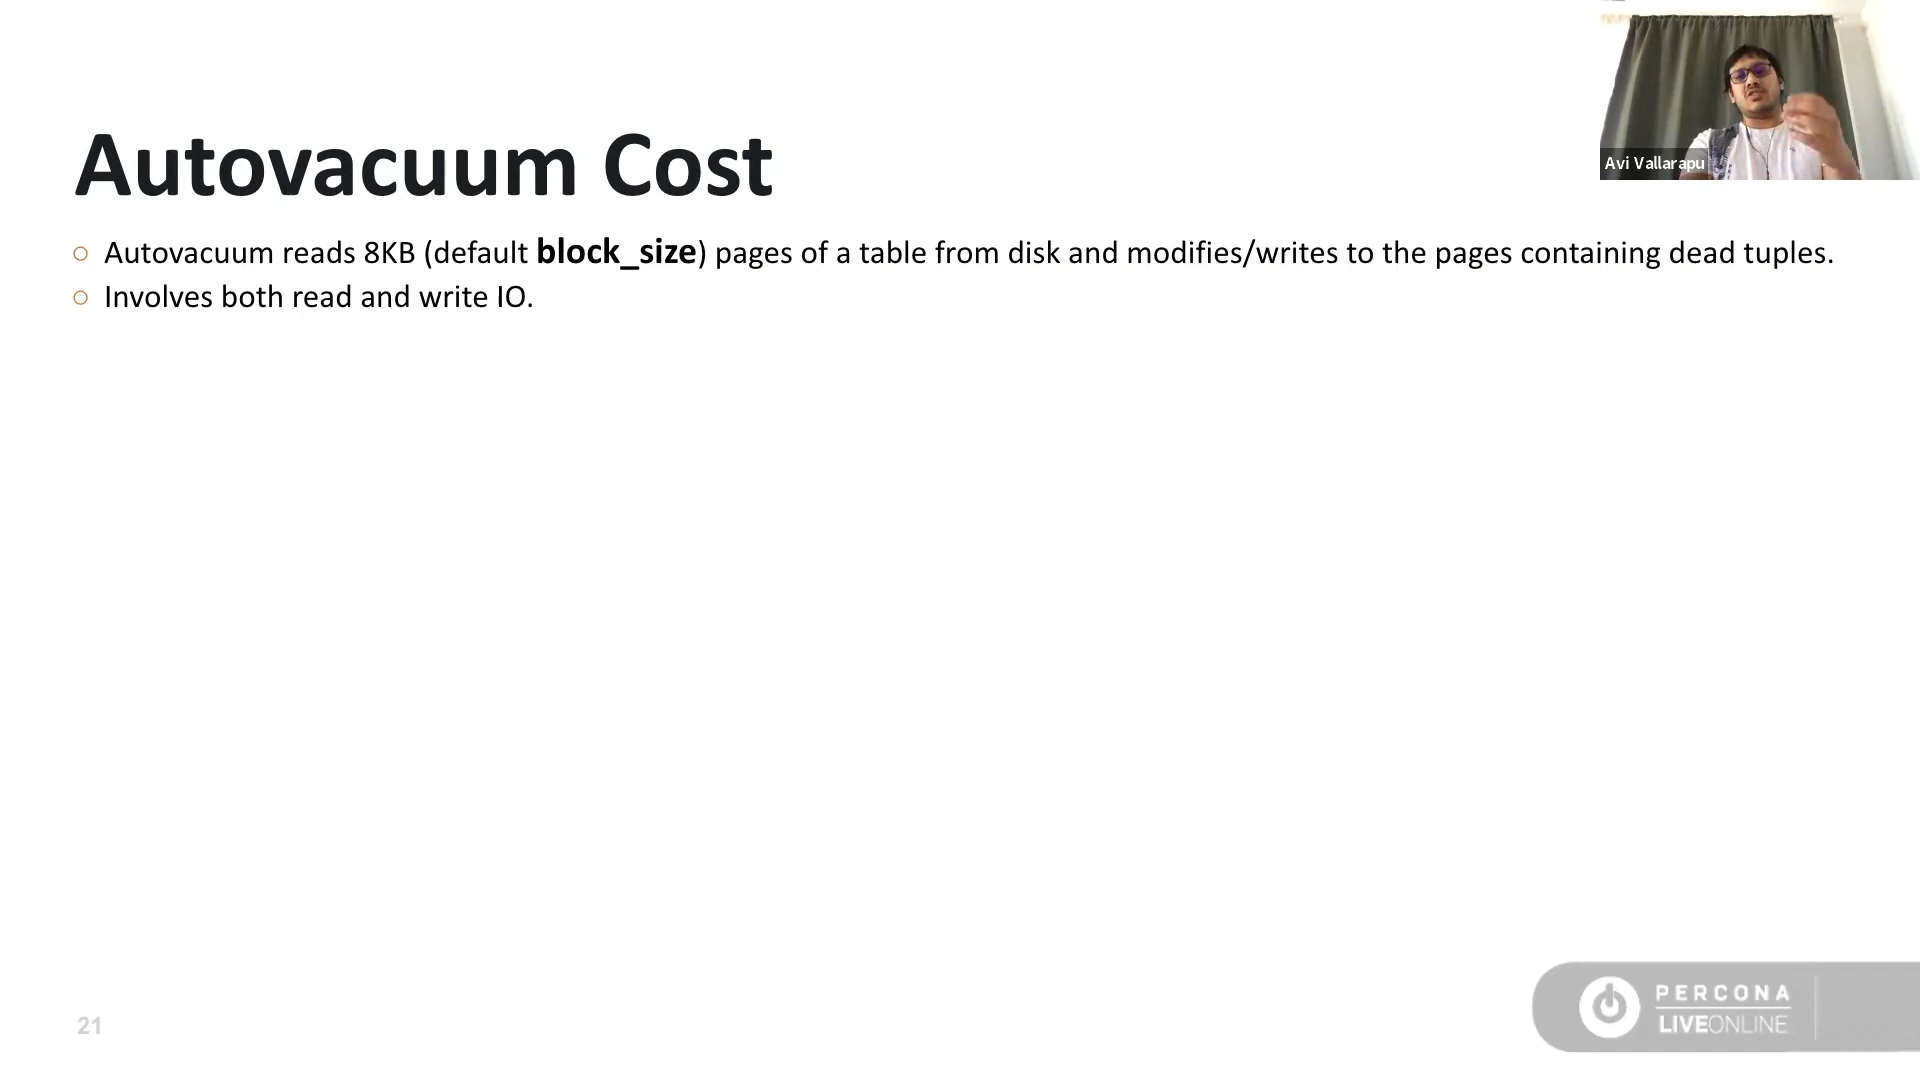 Avi Vallarapu
Autovacuum Cost
○ Autovacuum reads 8KB (default block_size) pages of a table from disk and modifies/writes to the pages containing dead tuples.
○ Involves both read and write IO.
21
PERCONA
LIVEONLINE